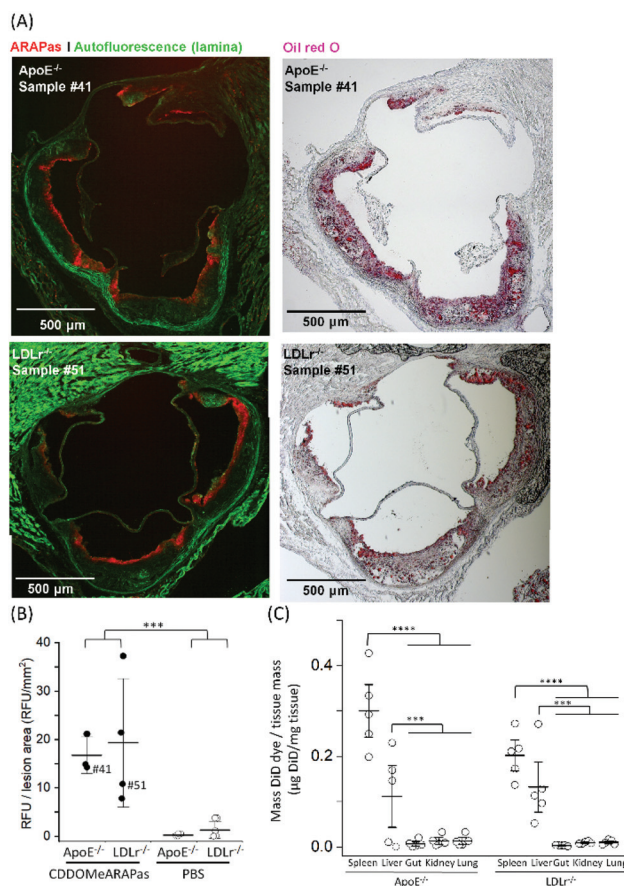 (A)
ARAPas I Autofluorescence (lamina)
Oil red O
ApoE-/-
Sample #41
500 µm
ApoE-/-
Sample #41
500 µm
LDLr-/-
Sample #51
500 µm
LDLr-/-
Sample #51
500 µm
(B)
RFU / lesion area (RFU/mm²)
40
30
20
10
0
***
#41
#51
ApoE-/- LDLr-/- ApoE-/- LDLr-/-
CDDOMeARAPas PBS
(C)
Mass DiD dye / tissue mass
(µg DiD/mg tissue)
0.4
0.2
0.0
****
***
****
***
Spleen Liver Gut Kidney Lung Spleen Liver Gut Kidney Lung
ApoE-/- LDLr-/-